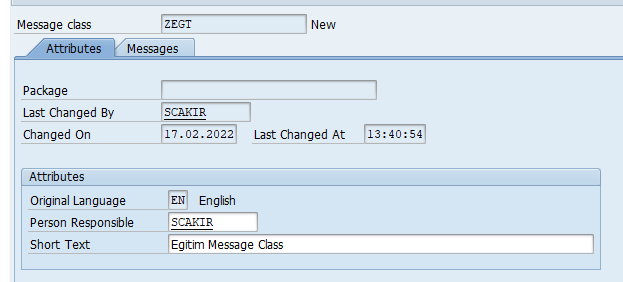 Message class ZEGT New
Attributes Messages
Package
Last Changed By SCAKIR
Changed On 17.02.2022 Last Changed At 13:40:54
Attributes
Original Language EN English
Person Responsible SCAKIR
Short Text Egitim Message Class